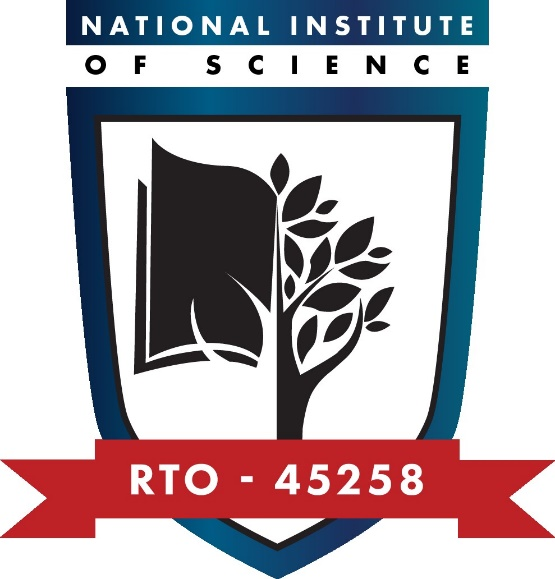 NATIONAL INSTITUTE
OF SCIENCE
RTO - 45258